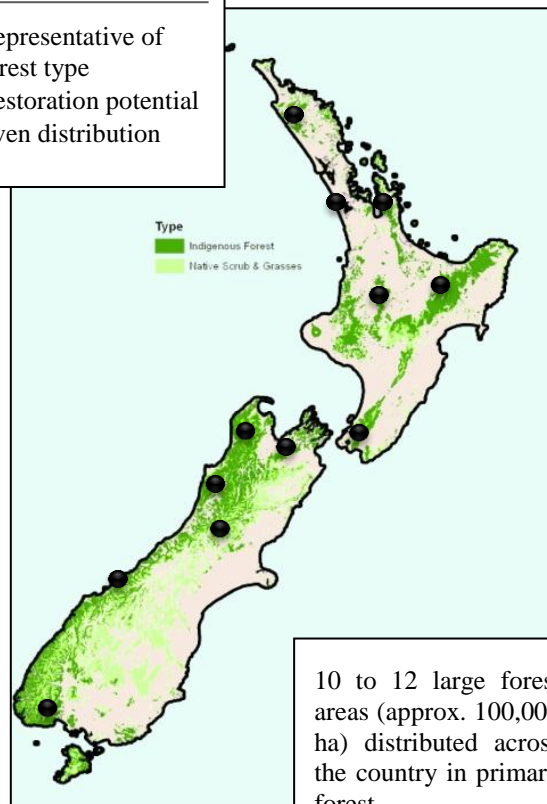 epresentative of
rest type
estoration potential
ven distribution
Type
Indigenous Forest
Native Scrub & Grasses
10 to 12 large fores
areas (approx. 100,00
ha) distributed acros
the country in primar
forest